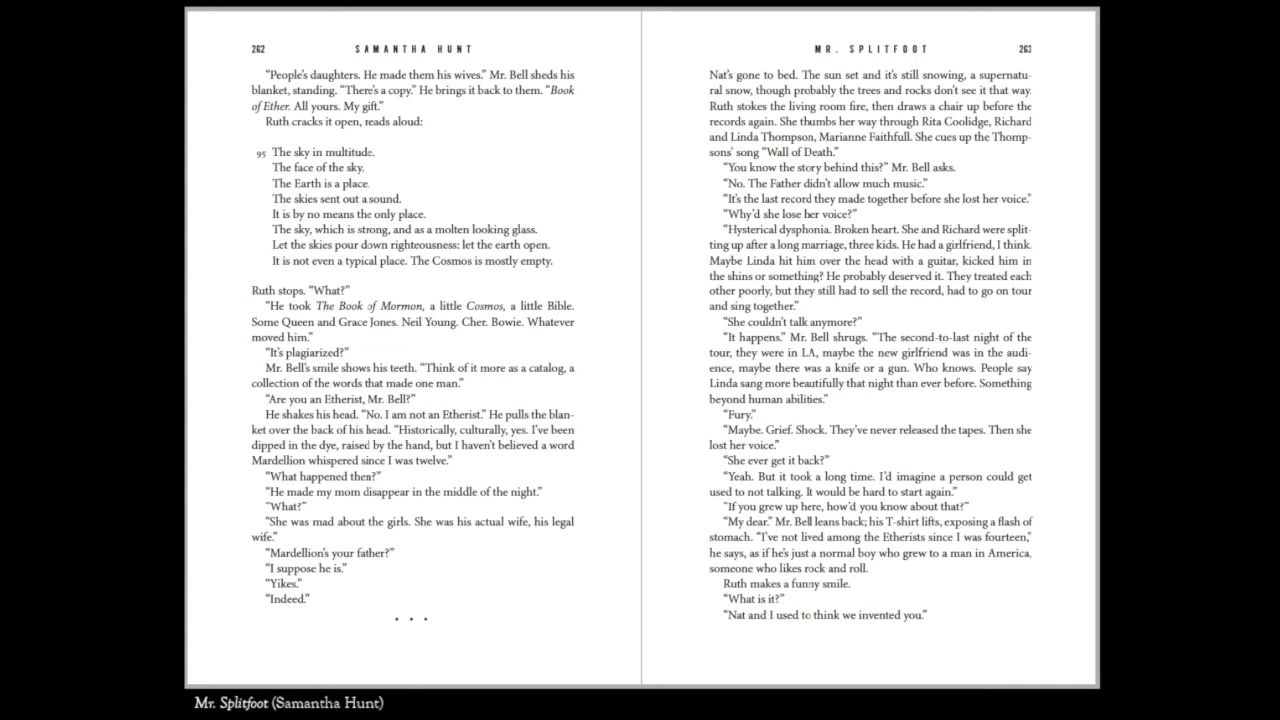 262 SAMANTHA HUNT
“People’s daughters. He made them his wives.” Mr. Bell sheds his
blanket, standing. “There’s a copy.” He brings it back to them. “Book
of Ether. All yours. My gift.”
Ruth cracks it open, reads aloud:
95 The sky in multitude.
The face of the sky.
The Earth is a place.
The skies sent out a sound.
It is by no means the only place.
The sky, which is strong, and as a molten looking glass.
Let the skies pour down righteousness: let the earth open.
It is not even a typical place. The Cosmos is mostly empty.
Ruth stops. “What?”
“He took The Book of Mormon, a little Cosmos, a little Bible.
Some Queen and Grace Jones. Neil Young. Cher. Bowie. Whatever
moved him.”
“It’s plagiarized?”
Mr. Bell’s smile shows his teeth. “Think of it more as a catalog, a
collection of the words that made one man.”
“Are you an Etherist, Mr. Bell?”
He shakes his head. “No. I am not an Etherist.” He pulls the blan-
ket over the back of his head. “Historically, culturally, yes. I’ve been
dipped in the dye, raised by the hand, but I haven’t believed a word
Mardellion whispered since I was twelve.”
“What happened then?”
“He made my mom disappear in the middle of the night.”
“What?”
“She was mad about the girls. She was his actual wife, his legal
wife.”
“Mardellion’s your father?”
“I suppose he is.”
“Yikes.”
“Indeed.”
• • •
MR. SPLITFOOT 263
Nat’s gone to bed. The sun set and it’s still snowing, a supernatu-
ral snow, though probably the trees and rocks don’t see it that way.
Ruth stokes the living room fire, then draws a chair up before the
records again. She thumbs her way through Rita Coolidge, Richard
and Linda Thompson, Marianne Faithfull. She cues up the Thomp-
sons’ song “Wall of Death.”
“You know the story behind this?” Mr. Bell asks.
“No. The Father didn’t allow much music.”
“It’s the last record they made together before she lost her voice.”
“Why’d she lose her voice?”
“Hysterical dysphonia. Broken heart. She and Richard were split-
ting up after a long marriage, three kids. He had a girlfriend, I think.
Maybe Linda hit him over the head with a guitar, kicked him in
the shins or something? He probably deserved it. They treated each
other poorly, but they still had to sell the record, had to go on tour
and sing together.”
“She couldn’t talk anymore?”
“It happens.” Mr. Bell shrugs. “The second-to-last night of the
tour, they were in LA, maybe the new girlfriend was in the audi-
ence, maybe there was a knife or a gun. Who knows. People say
Linda sang more beautifully that night than ever before. Something
beyond human abilities.”
“Fury.”
“Maybe. Grief. Shock. They’ve never released the tapes. Then she
lost her voice.”
“She ever get it back?”
“Yeah. But it took a long time. I’d imagine a person could get
used to not talking. It would be hard to start again.”
“If you grew up here, how’d you know about that?”
“My dear.” Mr. Bell leans back; his T-shirt lifts, exposing a flash of
stomach. “I’ve not lived among the Etherists since I was fourteen,”
he says, as if he’s just a normal boy who grew to a man in America,
someone who likes rock and roll.
Ruth makes a funny smile.
“What is it?”
“Nat and I used to think we invented you.”
Mr. Splitfoot (Samantha Hunt)